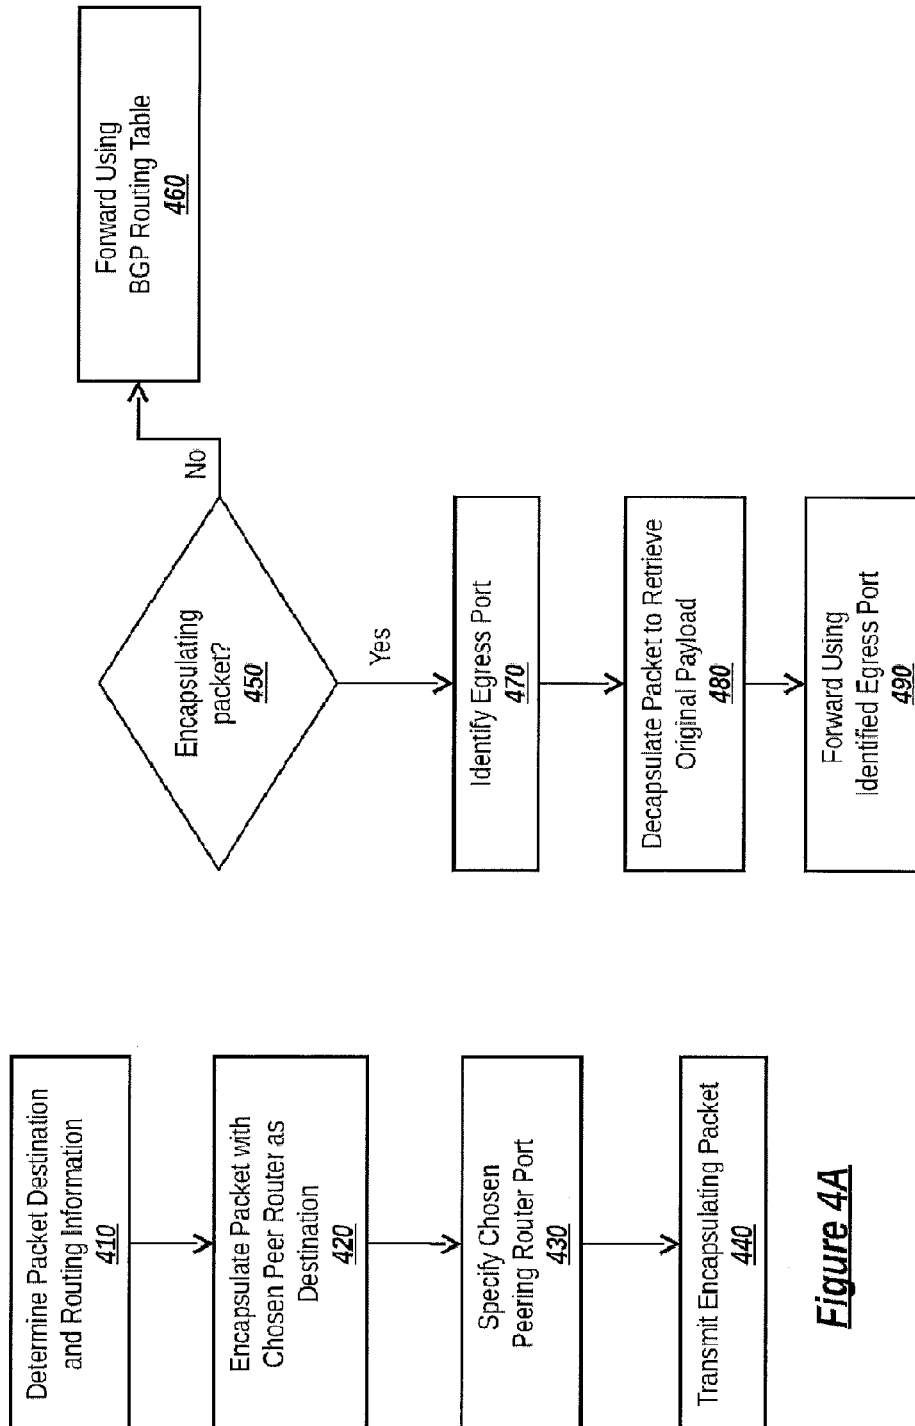 Determine Packet Destination
and Routing Information
410
Encapsulate Packet with
Chosen Peer Router as
Destination
420
Specify Chosen
Peering Router Port
430
Transmit Encapsulating Packet
440
Figure 4A
Encapsulating
packet?
450
No
Forward Using
BGP Routing Table
460
Yes
Identify Egress Port
470
Decapsulate Packet to Retrieve
Original Payload
480
Forward Using
Identified Egress Port
490